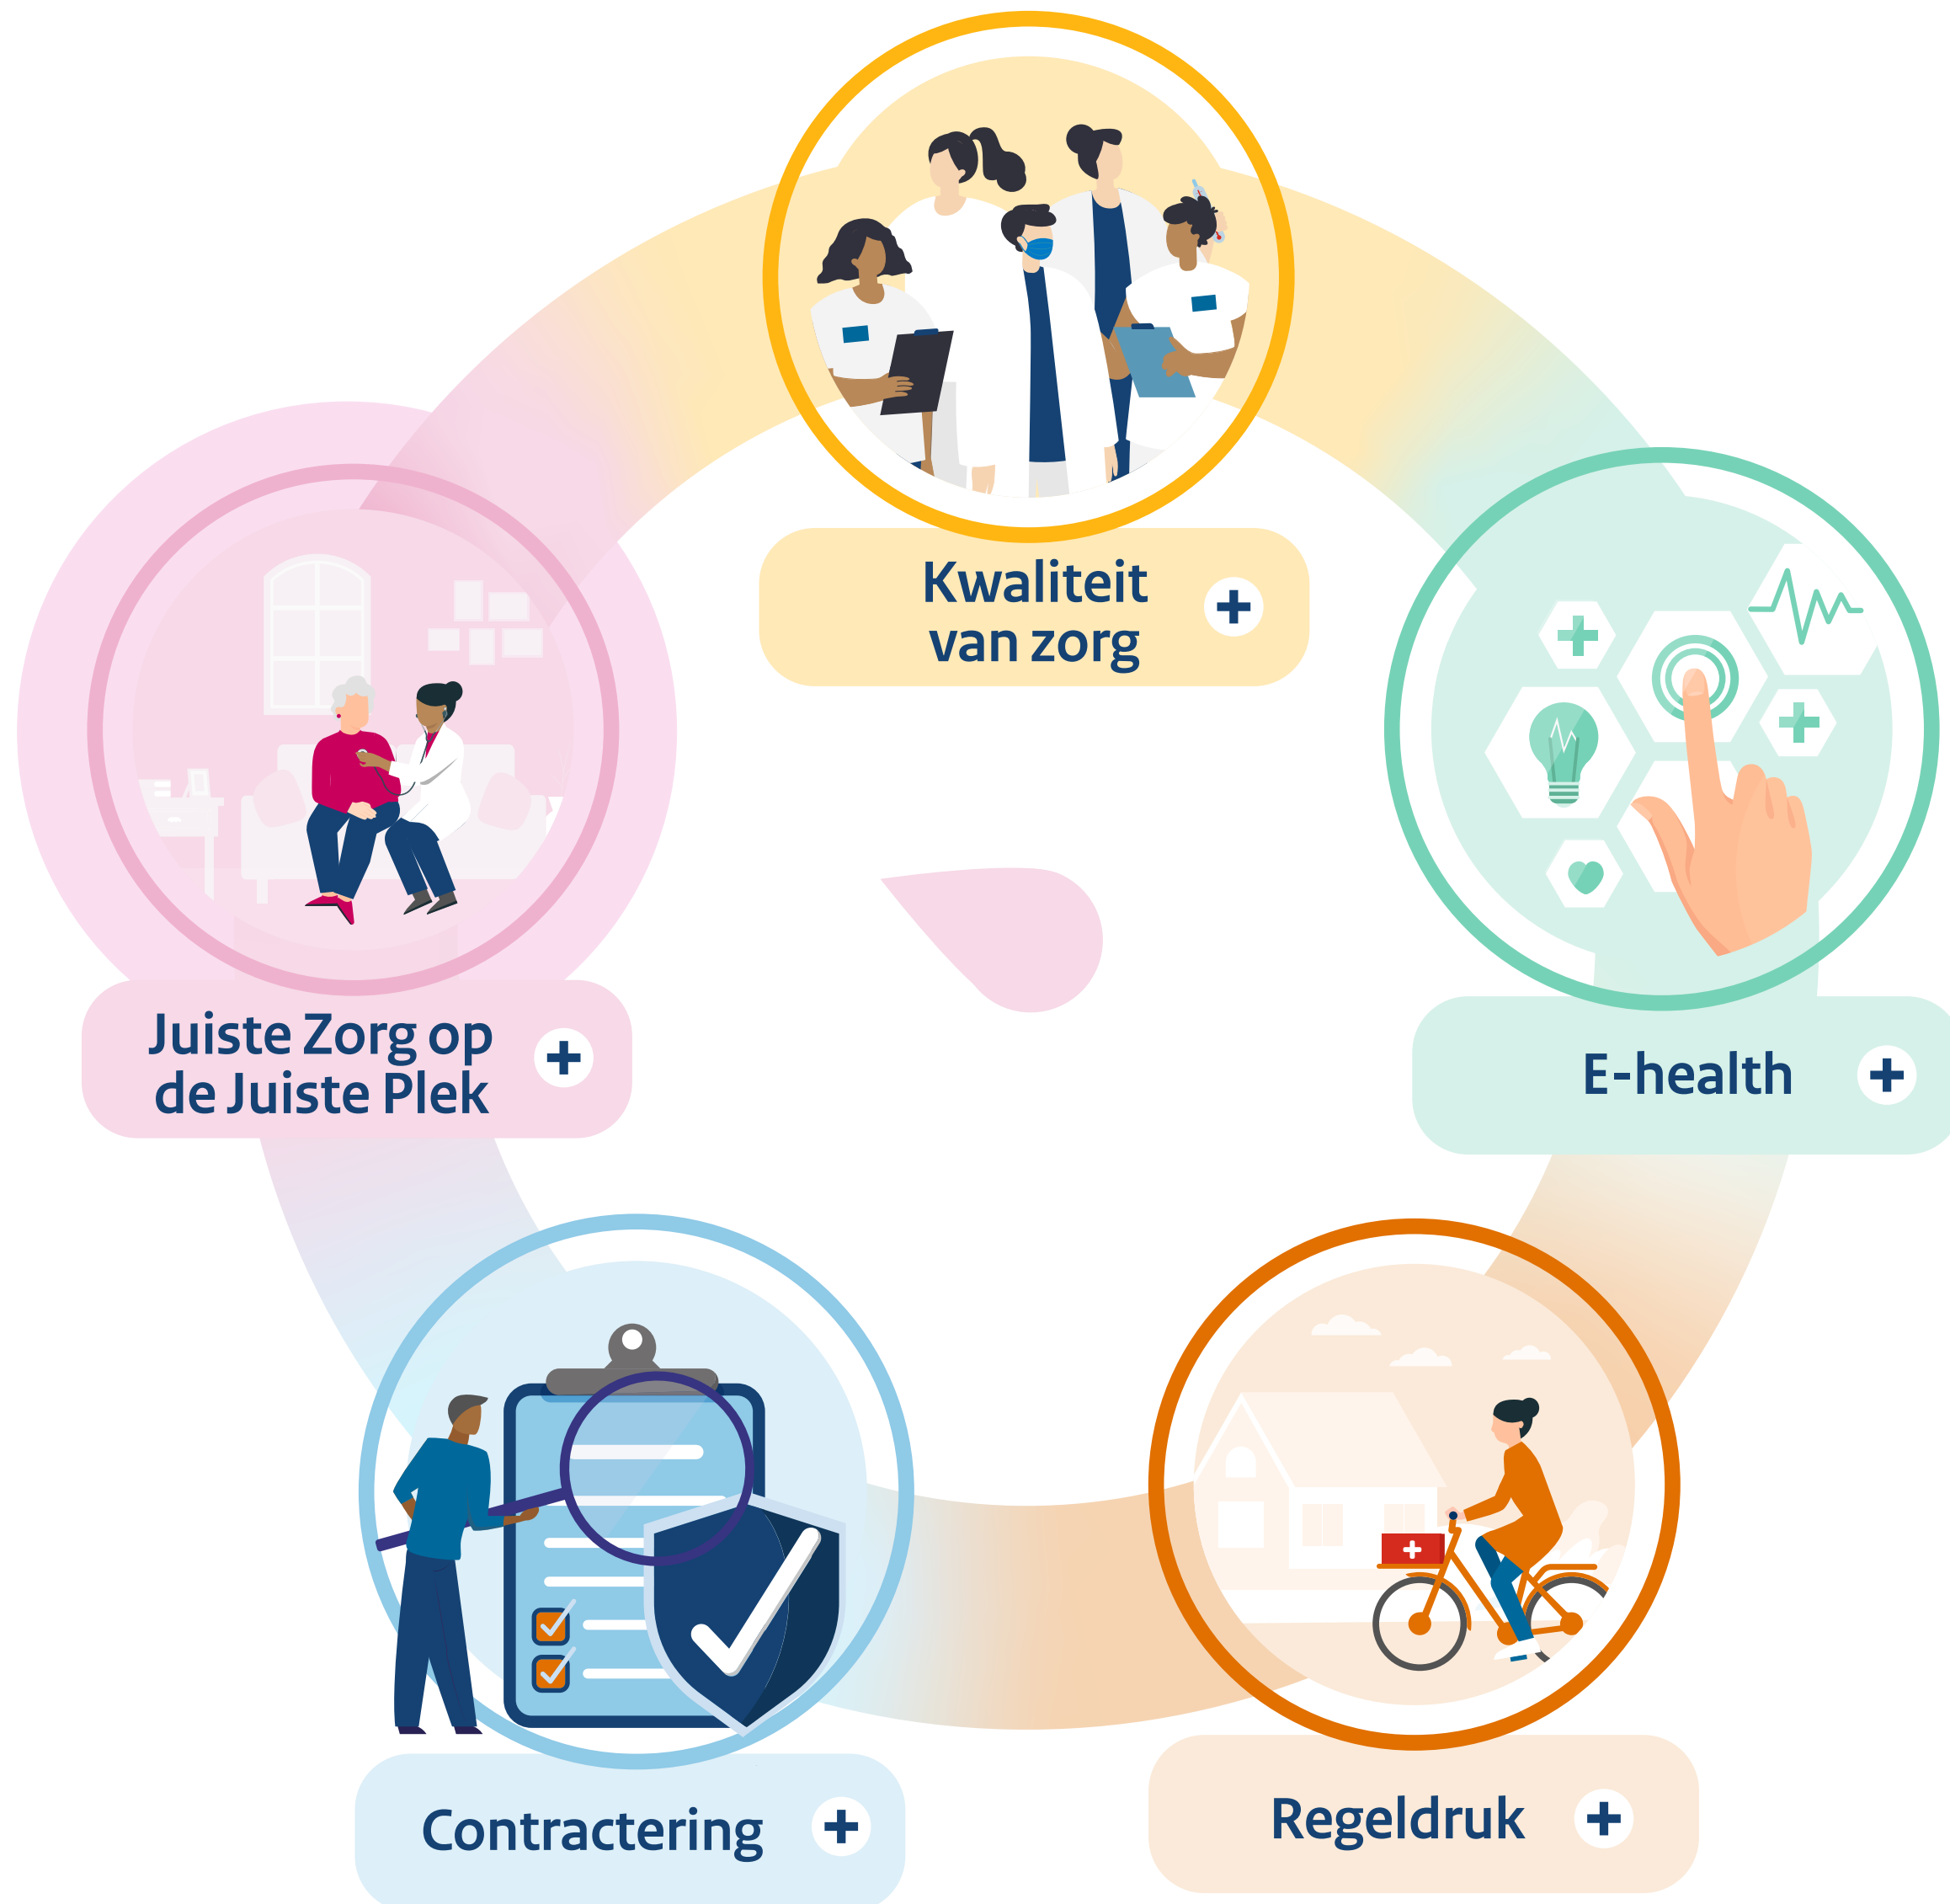 Kwaliteit
van zorg
Juiste Zorg op
de Juiste Plek
E-health
Contractering
Regeldruk